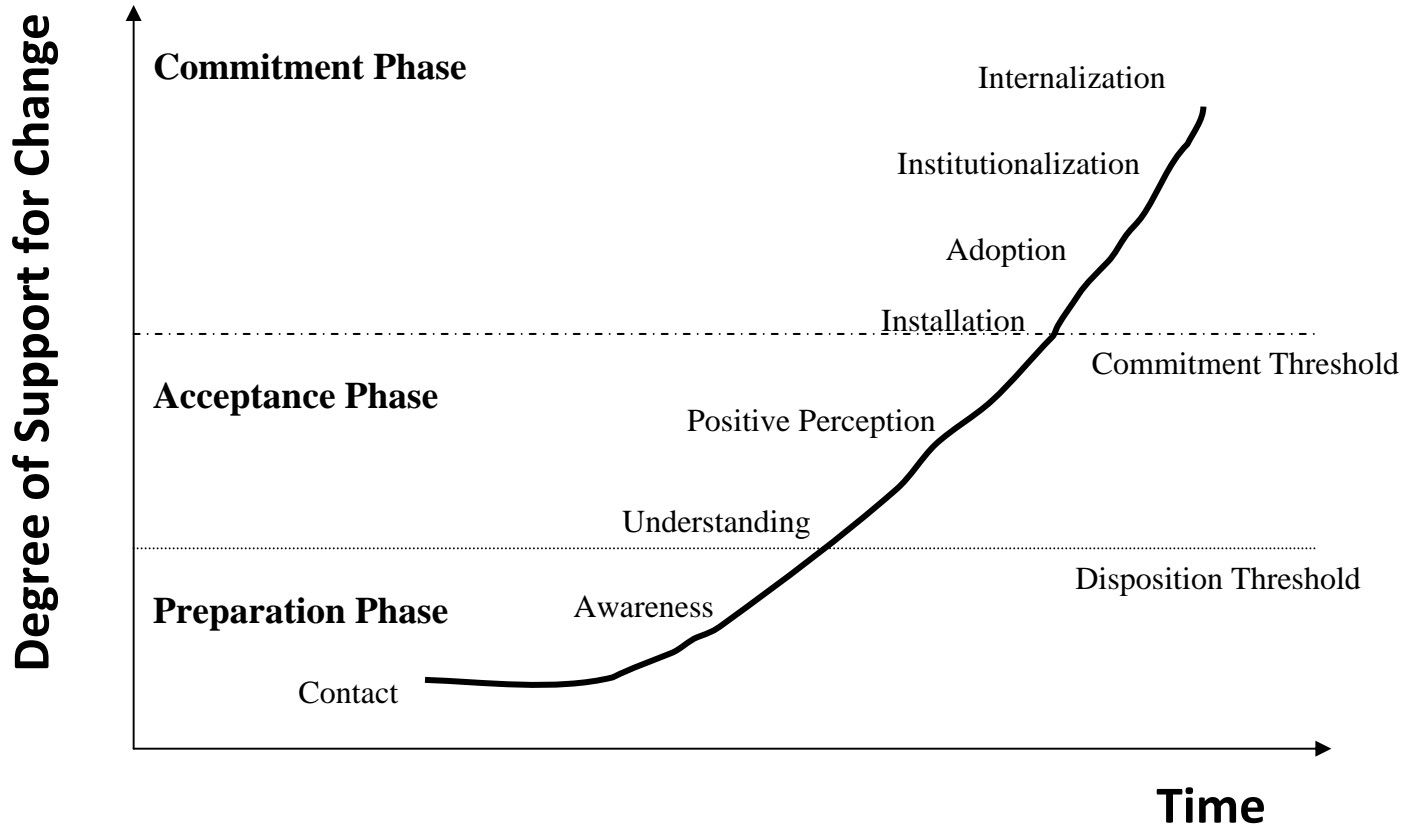 Degree of Support for Change
Commitment Phase
Internalization
Institutionalization
Adoption
Installation
Commitment Threshold
Acceptance Phase
Positive Perception
Understanding
Disposition Threshold
Preparation Phase
Awareness
Contact
Time